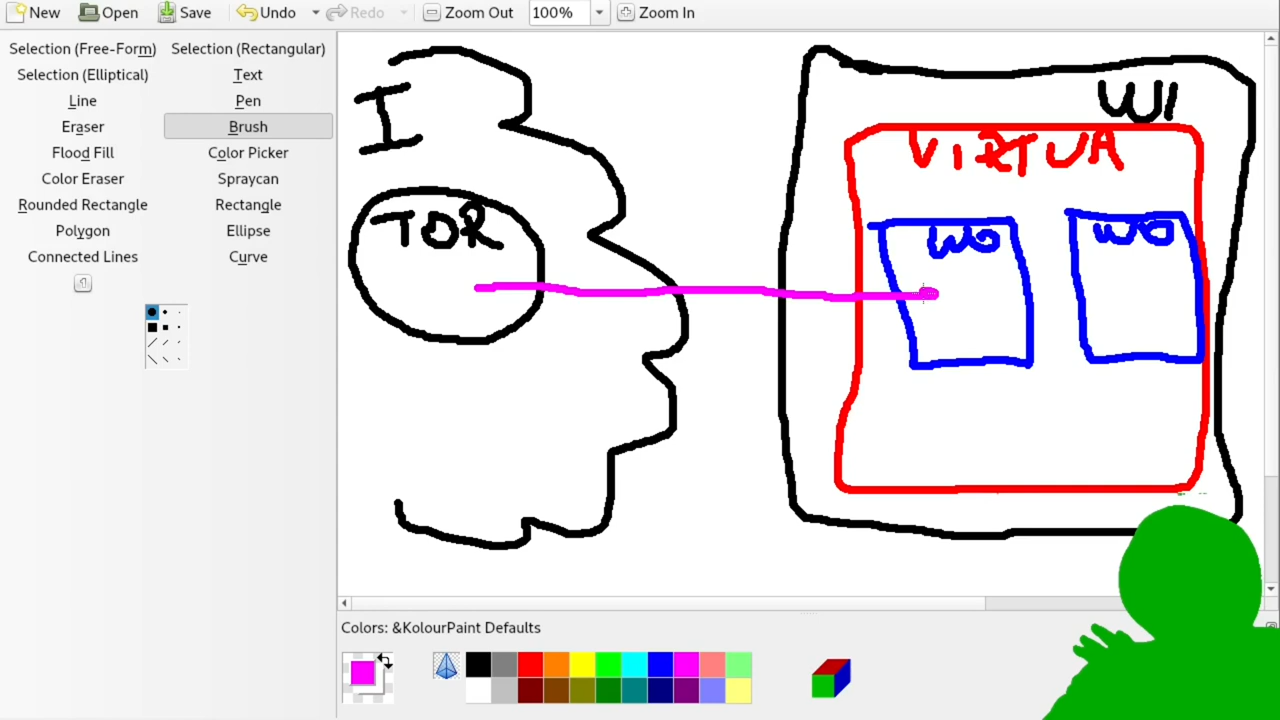 New Open Save Undo Redo Zoom Out 100% Zoom In
Selection (Free-Form) Selection (Rectangular)
Selection (Elliptical) Text
Line Pen
Eraser Brush
Flood Fill Color Picker
Color Eraser Spraycan
Rounded Rectangle Rectangle
Polygon Ellipse
Connected Lines Curve
I
TOR
WI
VIRTUA
WO
WO
Colors: &KolourPaint Defaults